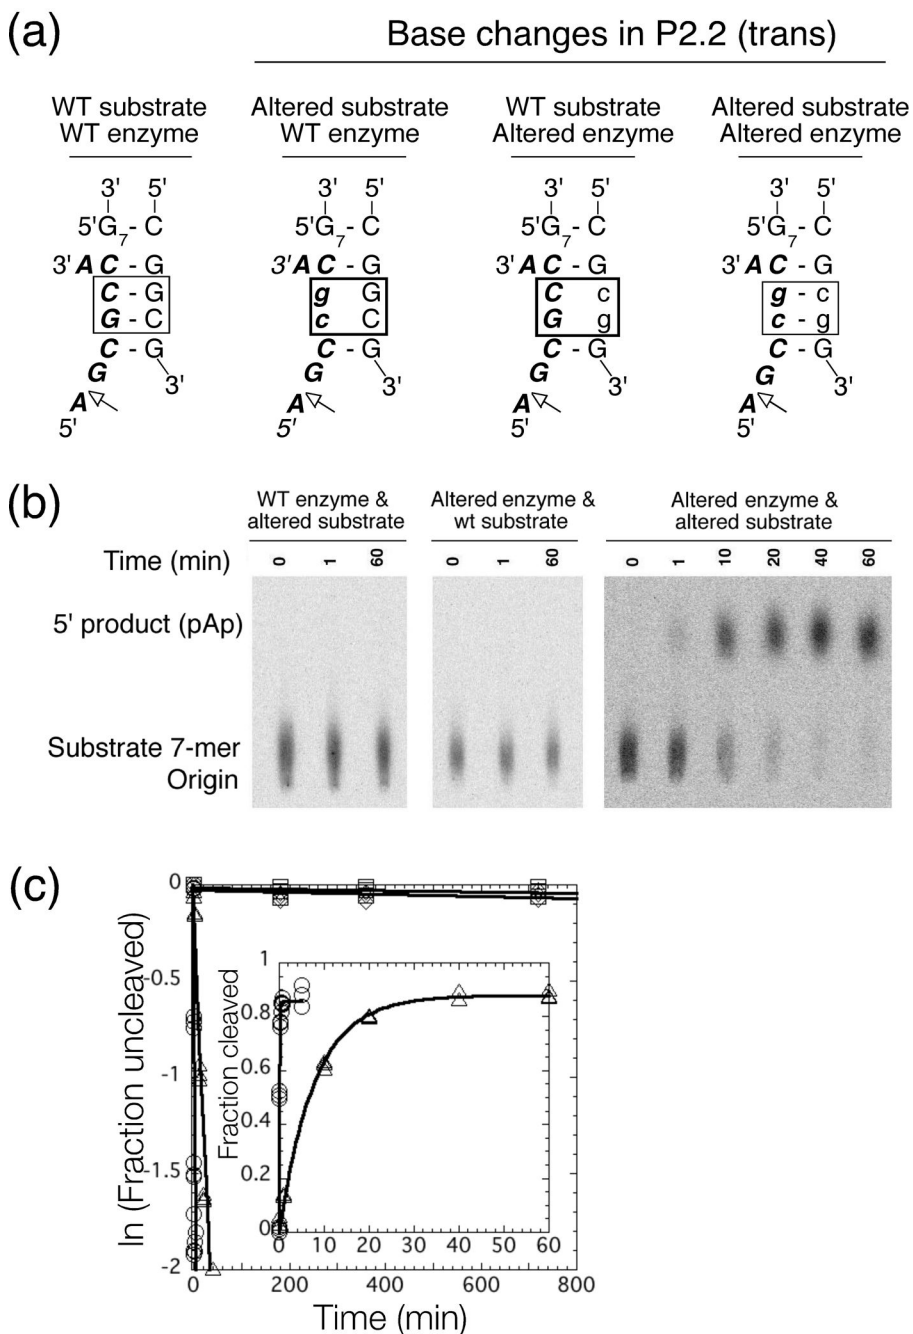 (a)
Base changes in P2.2 (trans)
WT substrate
WT enzyme
Altered substrate
WT enzyme
WT substrate
Altered enzyme
Altered substrate
Altered enzyme
3' 5'
5'G7- C
3'A C - G
C - G
G - C
C - G
G
3'
A
5'
3' 5'
5'G7- C
3'A C - G
g G
c C
C - G
G
3'
A
5'
3' 5'
5'G7- C
3'A C - G
C c
G g
C - G
G
3'
A
5'
3' 5'
5'G7- C
3'A C - G
g - c
c - g
C - G
G
3'
A
5'
(b)
WT enzyme &
altered substrate
Altered enzyme &
wt substrate
Altered enzyme &
altered substrate
Time (min)
0 1 60
0 1 60
0 1 10 20 40 60
5' product (pAp)
Substrate 7-mer
Origin
(c)
ln (Fraction uncleaved)
0
-0.5
-1
-1.5
-2
0 200 400 600 800
Time (min)
Fraction cleaved
1
0.8
0.6
0.4
0.2
0
0 10 20 30 40 50 60